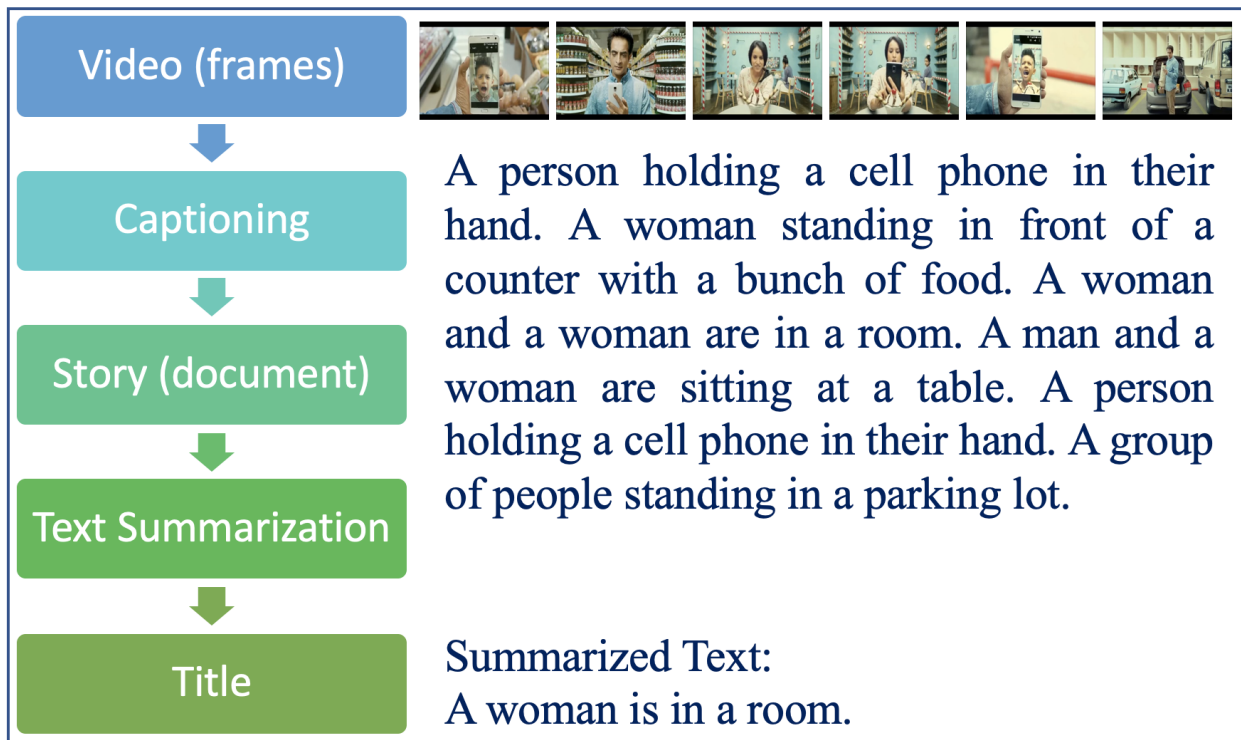 Video (frames)
Captioning
Story (document)
Text Summarization
Title
A person holding a cell phone in their
hand. A woman standing in front of a
counter with a bunch of food. A woman
and a woman are in a room. A man and a
woman are sitting at a table. A person
holding a cell phone in their hand. A group
of people standing in a parking lot.
Summarized Text:
A woman is in a room.